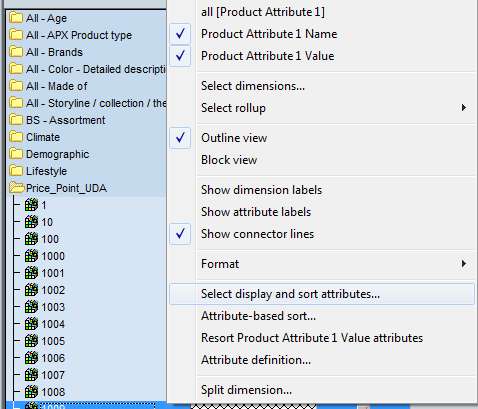 All - Age
All - APX Product type
All - Brands
All - Color - Detailed descripti
All - Made of
All - Storyline / collection / the
BS - Assortment
Climate
Demographic
Lifestyle
Price_Point_UDA
1
10
100
1000
1001
1002
1003
1004
1005
1006
1007
1008
1009
all [Product Attribute 1]
Product Attribute 1 Name
Product Attribute 1 Value
Select dimensions...
Select rollup
Outline view
Block view
Show dimension labels
Show attribute labels
Show connector lines
Format
Select display and sort attributes...
Attribute-based sort...
Resort Product Attribute 1 Value attributes
Attribute definition...
Split dimension...